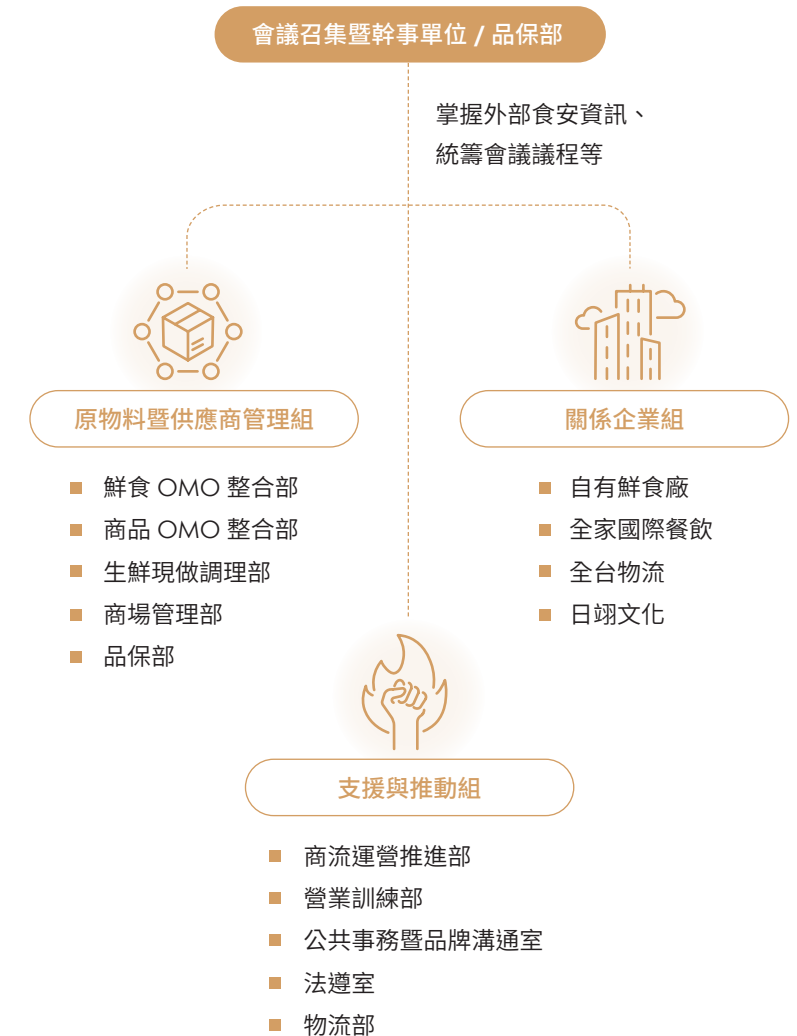 會議召集暨幹事單位 / 品保部
掌握外部食安資訊、
統籌會議議程等
原物料暨供應商管理組
鮮食 OMO 整合部
商品 OMO 整合部
生鮮現做調理部
商場管理部
品保部
關係企業組
自有鮮食廠
全家國際餐飲
全台物流
日翊文化
支援與推動組
商流運營推進部
營業訓練部
公共事務暨品牌溝通室
法遵室
物流部